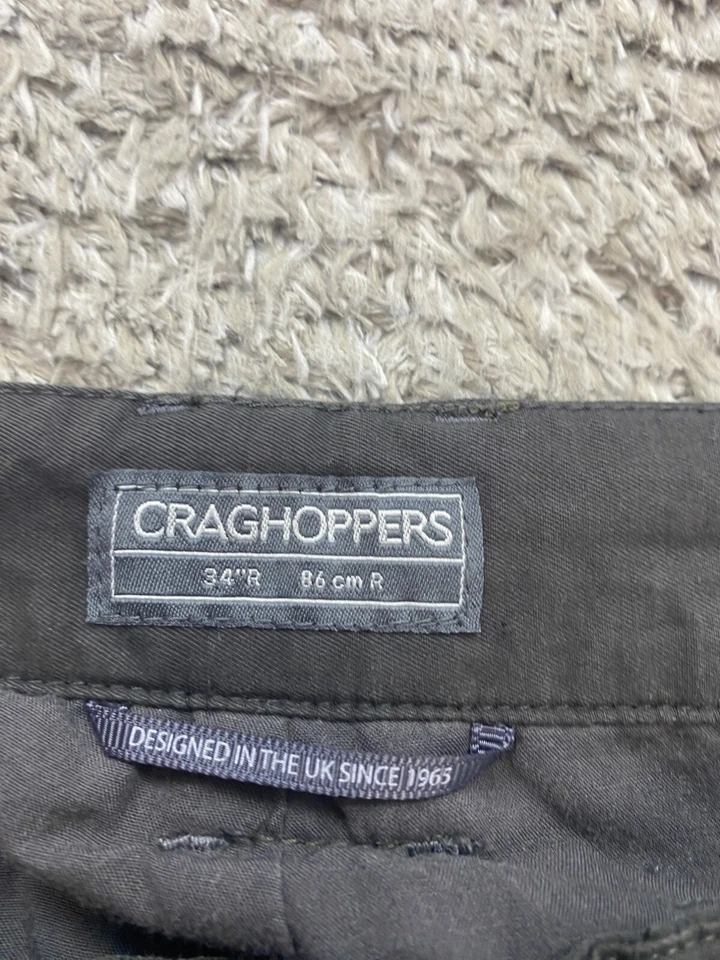 CRAGHOPPERS
34"R 86 cm R
DESIGNED IN THE UK SINCE 1965